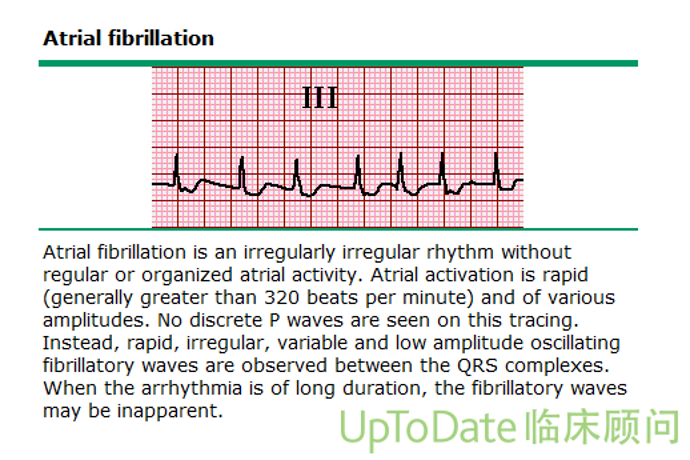 Atrial fibrillation
III
Atrial fibrillation is an irregularly irregular rhythm without
regular or organized atrial activity. Atrial activation is rapid
(generally greater than 320 beats per minute) and of various
amplitudes. No discrete P waves are seen on this tracing.
Instead, rapid, irregular, variable and low amplitude oscillating
fibrillatory waves are observed between the QRS complexes.
When the arrhythmia is of long duration, the fibrillatory waves
may be inapparent.
UpToDate 临床顾问